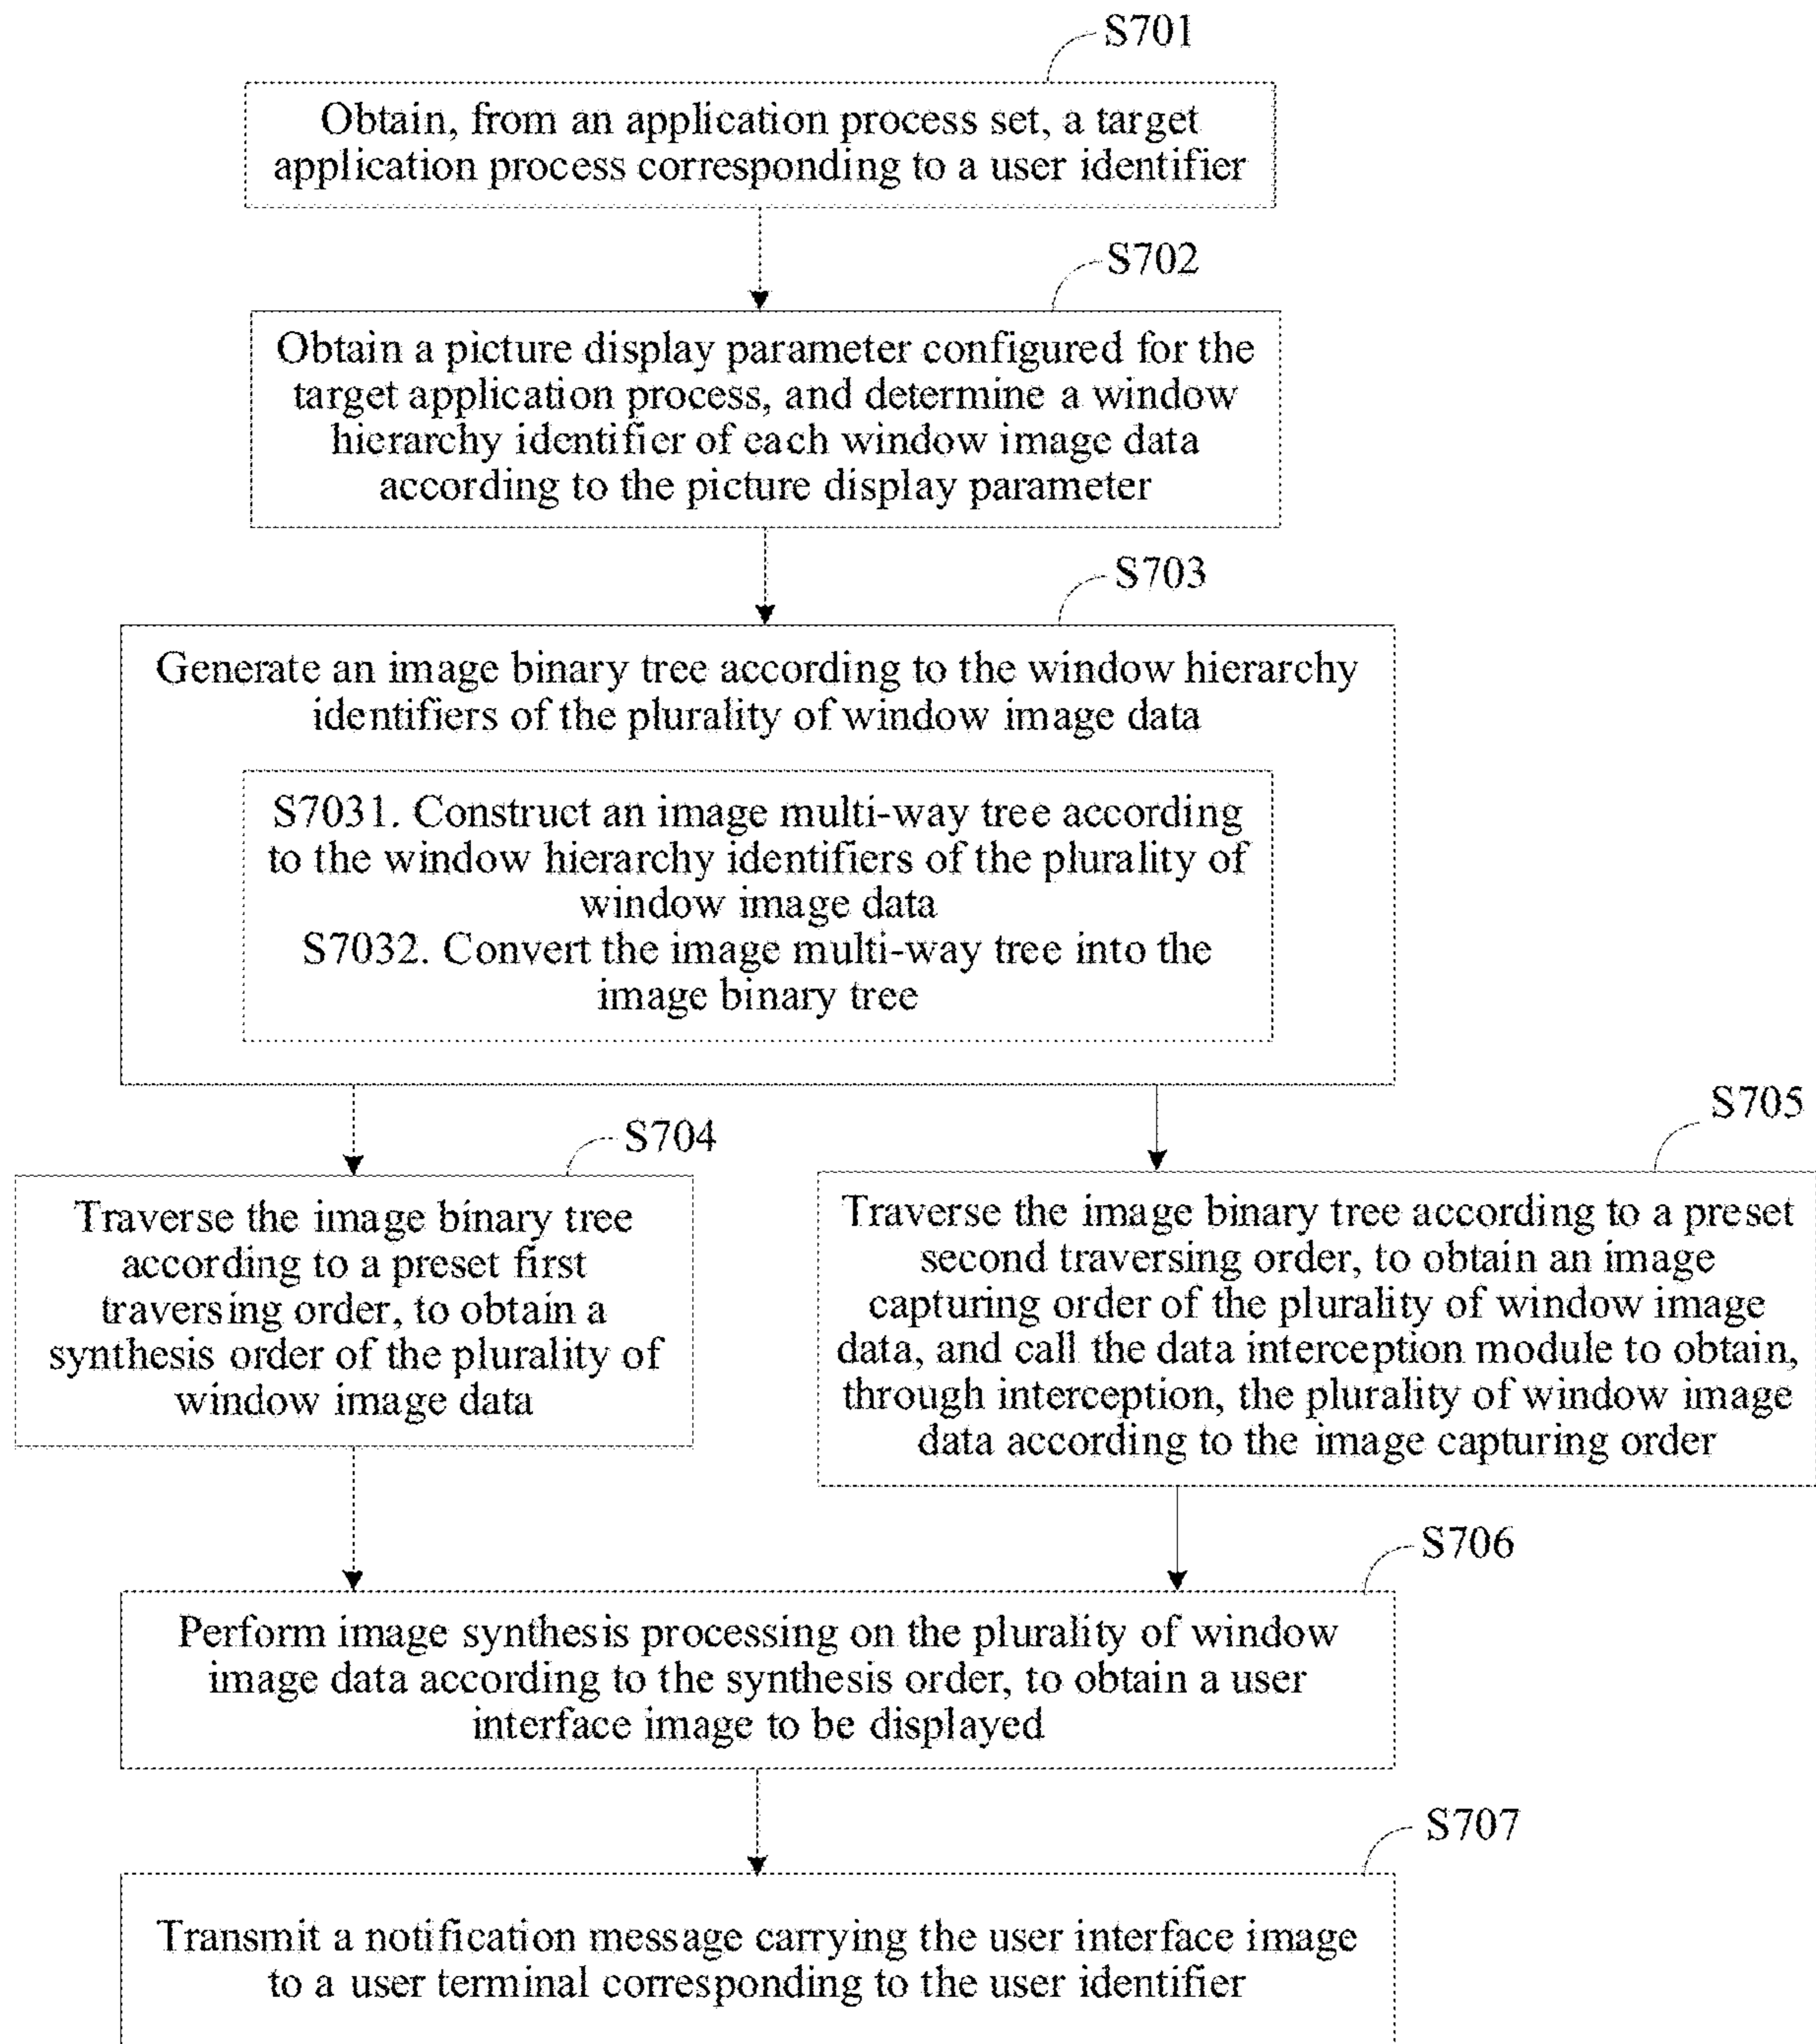 S701
Obtain, from an application process set, a target
application process corresponding to a user identifier
S702
Obtain a picture display parameter configured for the
target application process, and determine a window
hierarchy identifier of each window image data
according to the picture display parameter
S703
Generate an image binary tree according to the window hierarchy
identifiers of the plurality of window image data
S7031. Construct an image multi-way tree according
to the window hierarchy identifiers of the plurality of
window image data
S7032. Convert the image multi-way tree into the
image binary tree
S704
Traverse the image binary tree
according to a preset first
traversing order, to obtain a
synthesis order of the plurality of
window image data
S705
Traverse the image binary tree according to a preset
second traversing order, to obtain an image
capturing order of the plurality of window image
data, and call the data interception module to obtain,
through interception, the plurality of window image
data according to the image capturing order
S706
Perform image synthesis processing on the plurality of window
image data according to the synthesis order, to obtain a user
interface image to be displayed
S707
Transmit a notification message carrying the user interface image
to a user terminal corresponding to the user identifier